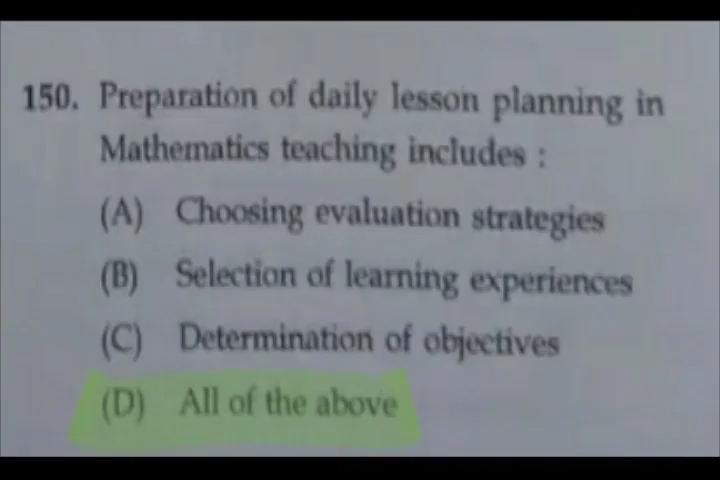 150. Preparation of daily lesson planning in
Mathematics teaching includes :
(A) Choosing evaluation strategies
(B) Selection of learning experiences
(C) Determination of objectives
(D) All of the above